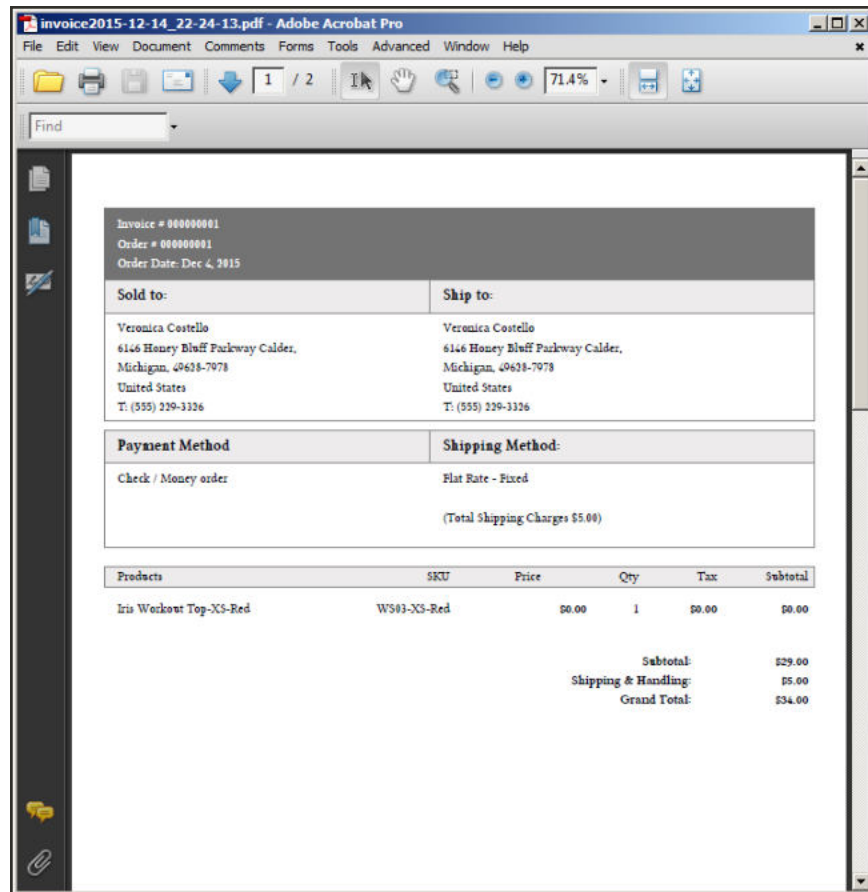 invoice2015-12-14_22-24-13.pdf - Adobe Acrobat Pro
File Edit View Document Comments Forms Tools Advanced Window Help
1 / 2 71.4%
Find
Invoice # 000000001
Order # 000000001
Order Date: Dec 4, 2015
Sold to: Ship to:
Veronica Costello Veronica Costello
6146 Honey Bluff Parkway Calder, 6146 Honey Bluff Parkway Calder,
Michigan, 49628-7978 Michigan, 49628-7978
United States United States
T: (555) 229-3326 T: (555) 229-3326
Payment Method Shipping Method:
Check / Money order Flat Rate - Fixed
(Total Shipping Charges $5.00)
Products SKU Price Qty Tax Subtotal
Iris Workout Top-XS-Red WS03-XS-Red $0.00 1 $0.00 $0.00
Subtotal: $29.00
Shipping & Handling: $5.00
Grand Total: $34.00